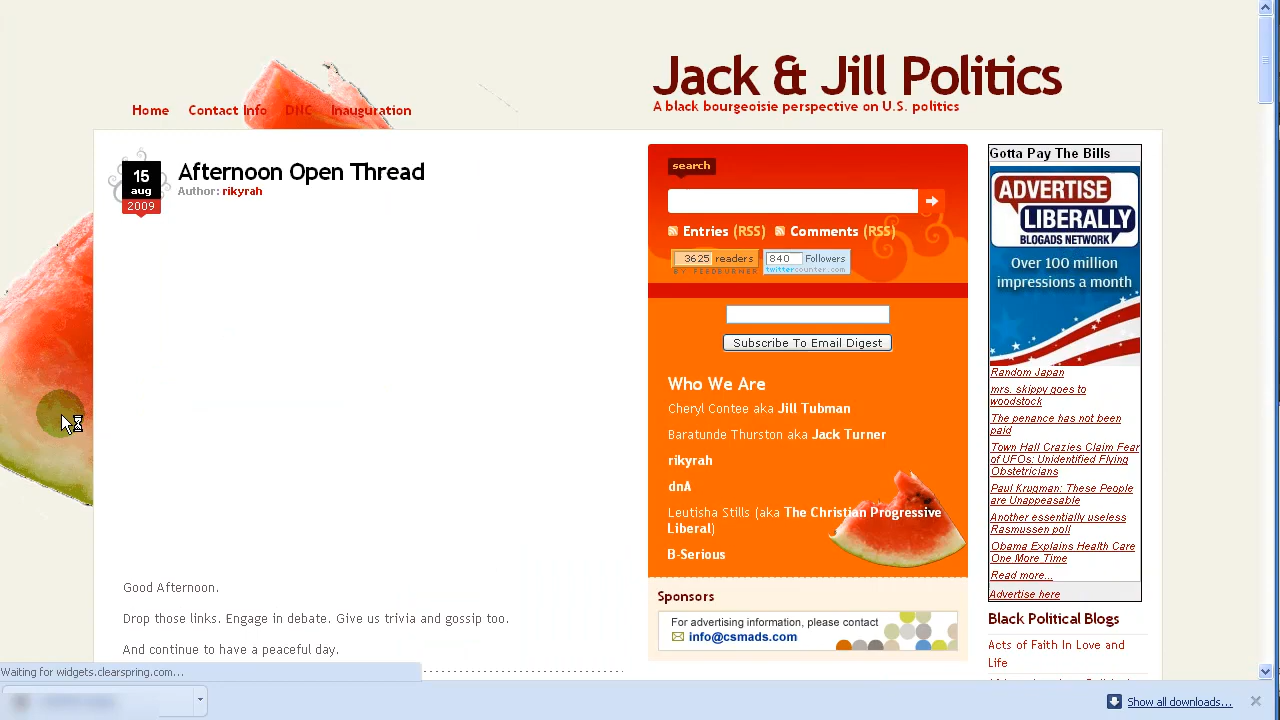 Jack & Jill Politics
A black bourgeoisie perspective on U.S. politics
Home Contact Info DNC Inauguration
15
aug
2009
Afternoon Open Thread
Author: rikyrah
Good Afternoon.
Drop those links. Engage in debate. Give us trivia and gossip too.
And continue to have a peaceful day.
search
Entries (RSS) Comments (RSS)
3625 readers
BY FEEDBURNER
840 Followers
twittercounter.com
Subscribe To Email Digest
Who We Are
Cheryl Contee aka Jill Tubman
Baratunde Thurston aka Jack Turner
rikyrah
dnA
Leutisha Stills (aka The Christian Progressive
Liberal)
B-Serious
Sponsors
For advertising information, please contact
info@csmads.com
Gotta Pay The Bills
ADVERTISE
LIBERALLY
BLOGADS NETWORK
Over 100 million
impressions a month
Random Japan
mrs. skippy goes to
woodstock
The penance has not been
paid
Town Hall Crazies Claim Fear
of UFOs: Unidentified Flying
Obstetricians
Paul Krugman: These People
are Unappeasable
Another essentially useless
Rasmussen poll
Obama Explains Health Care
One More Time
Read more...
Advertise here
Black Political Blogs
Acts of Faith In Love and
Life
Waiting for widgets.clearspring.com...
Show all downloads...